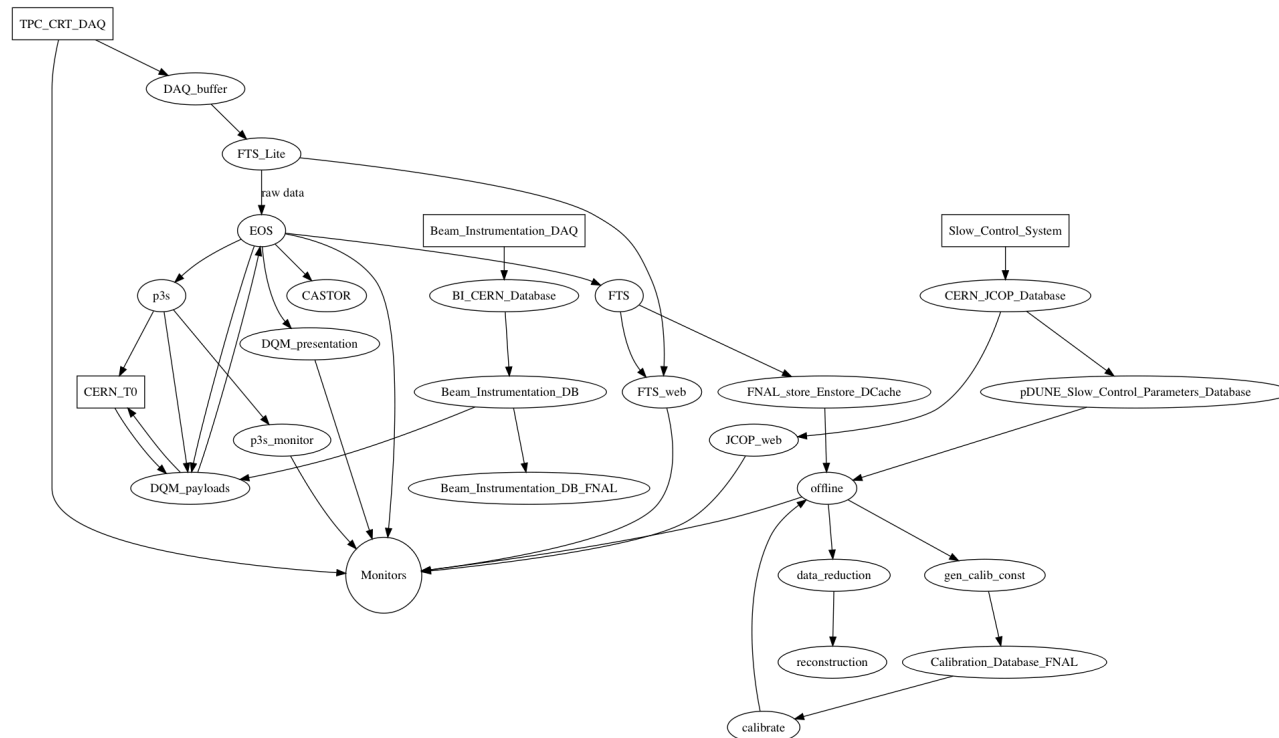 TPC_CRT_DAQ
DAQ_buffer
FTS_Lite
raw data
EOS
Beam_Instrumentation_DAQ
Slow_Control_System
p3s
CASTOR
BI_CERN_Database
FTS
CERN_JCOP_Database
DQM_presentation
CERN_T0
Beam_Instrumentation_DB
FTS_web
FNAL_store_Enstore_DCache
pDUNE_Slow_Control_Parameters_Database
p3s_monitor
JCOP_web
DQM_payloads
Beam_Instrumentation_DB_FNAL
offline
Monitors
data_reduction
gen_calib_const
reconstruction
Calibration_Database_FNAL
calibrate